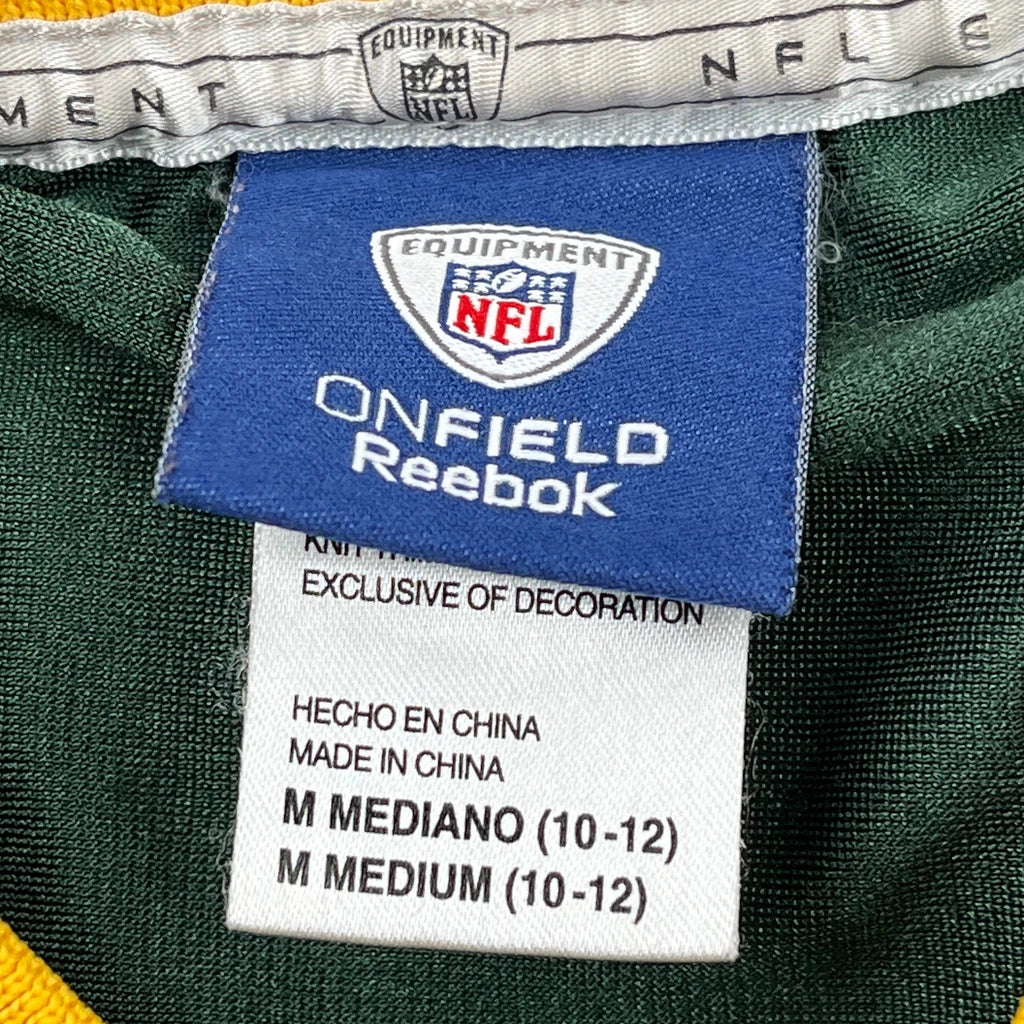 MENT EQUIPMENT NFL E
NFL
EQUIPMENT
NFL
ONFIELD
Reebok
KNIT
EXCLUSIVE OF DECORATION
HECHO EN CHINA
MADE IN CHINA
M MEDIANO (10-12)
M MEDIUM (10-12)